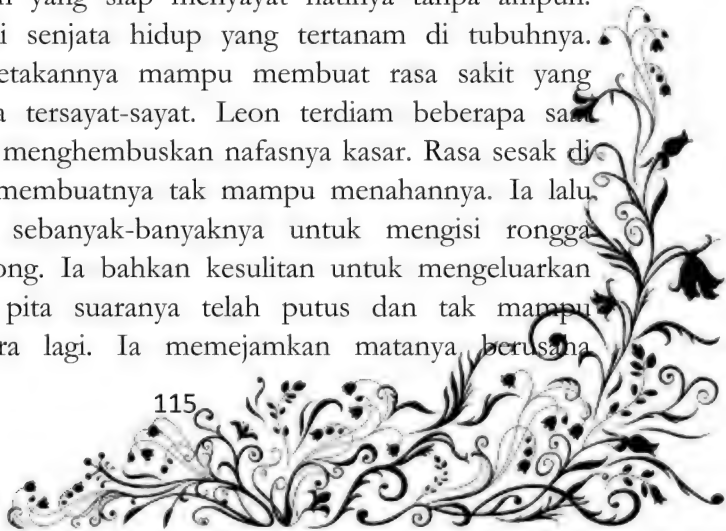 yang siap menyayat hatinya tanpa ampun.
senjata hidup yang tertanam di tubuhnya.
mampu membuat rasa sakit yang
tersayat-sayat. Leon terdiam beberapa saat
menghembuskan nafasnya kasar. Rasa sesak di
membuatnya tak mampu menahannya. Ia lalu
sebanyak-banyaknya untuk mengisi rongga
Ia bahkan kesulitan untuk mengeluarkan
pita suaranya telah putus dan tak mampu
lagi. Ia memejamkan matanya berusaha
115